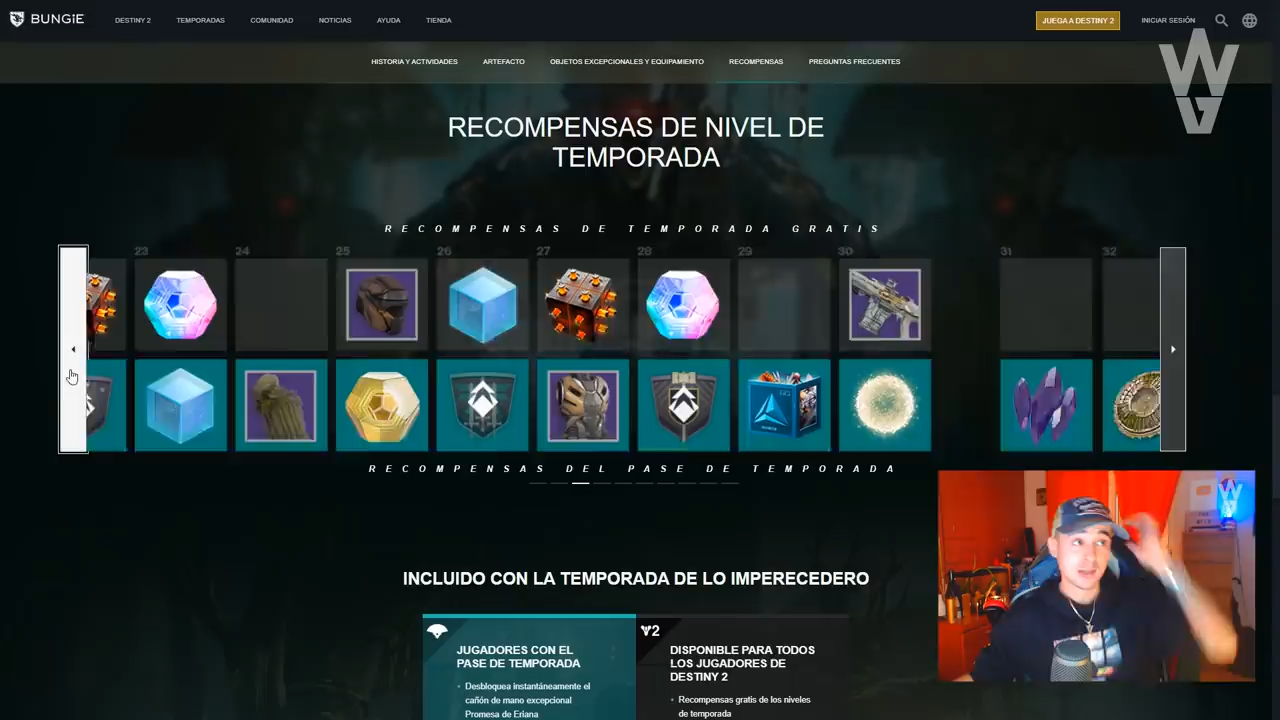 BUNGiE
DESTINY 2
TEMPORADAS
COMUNIDAD
NOTICIAS
AYUDA
TIENDA
JUEGA A DESTINY 2
INICIAR SESIÓN
WG
HISTORIA Y ACTIVIDADES
ARTEFACTO
OBJETOS EXCEPCIONALES Y EQUIPAMIENTO
RECOMPENSAS
PREGUNTAS FRECUENTES
RECOMPENSAS DE NIVEL DE
TEMPORADA
RECOMPENSAS DE TEMPORADA GRATIS
23
24
25
26
27
28
29
30
31
32
RECOMPENSAS DEL PASE DE TEMPORADA
INCLUIDO CON LA TEMPORADA DE LO IMPERECEDERO
JUGADORES CON EL
PASE DE TEMPORADA
• Desbloquea instantáneamente el
cañón de mano excepcional
Promesa de Eriana
2
DISPONIBLE PARA TODOS
LOS JUGADORES DE
DESTINY 2
• Recompensas gratis de los niveles
de temporada